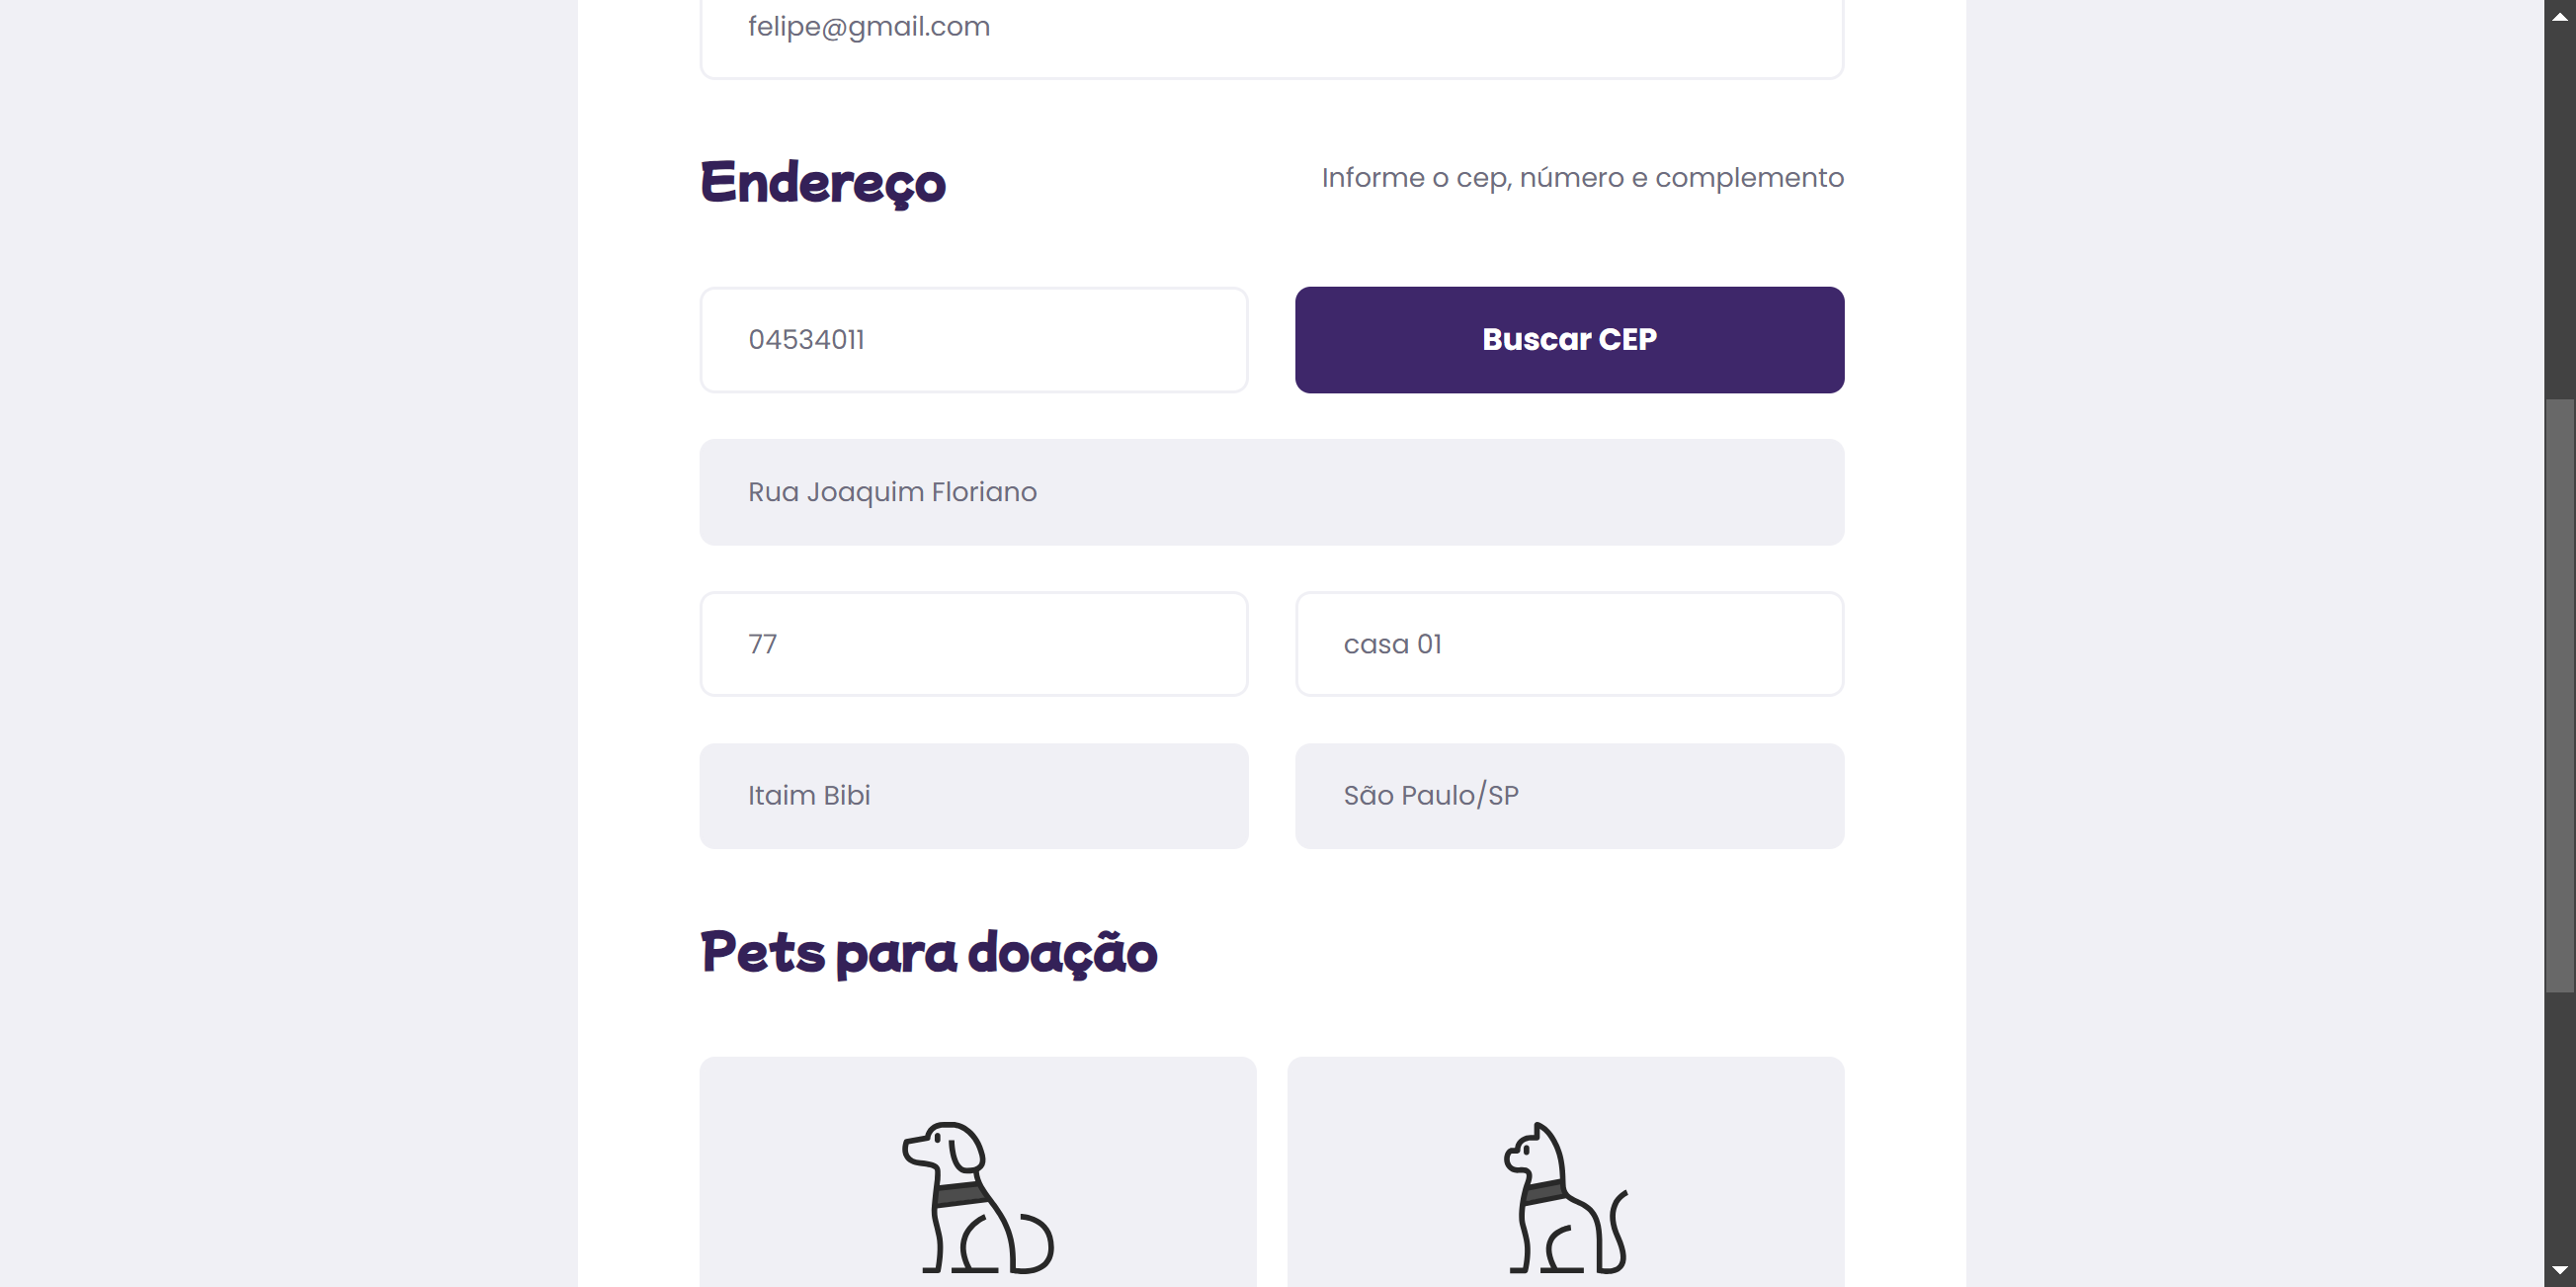 felipe@gmail.com
Endereço
Informe o cep, número e complemento
04534011
Buscar CEP
Rua Joaquim Floriano
77
casa 01
Itaim Bibi
São Paulo/SP
Pets para doação